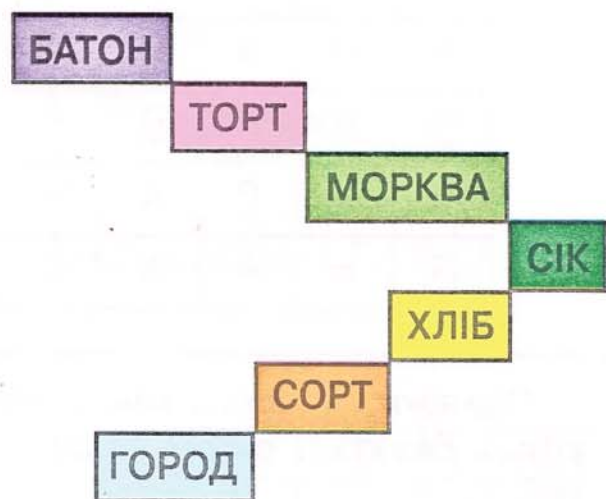 БАТОН
ТОРТ
МОРКВА
СІК
ХЛІБ
СОРТ
ГОРОД